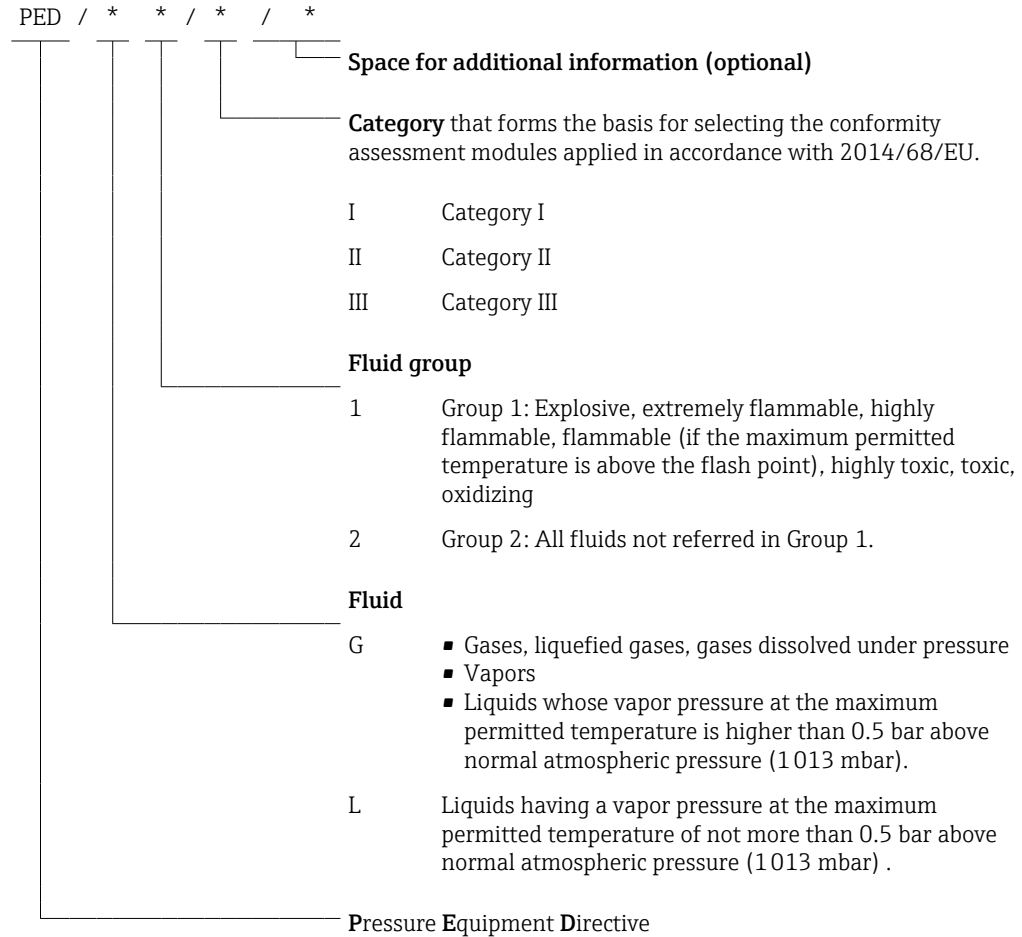 PED / * * / * / *
Space for additional information (optional)
Category that forms the basis for selecting the conformity
assessment modules applied in accordance with 2014/68/EU.
I Category I
II Category II
III Category III
Fluid group
1 Group 1: Explosive, extremely flammable, highly
flammable, flammable (if the maximum permitted
temperature is above the flash point), highly toxic, toxic,
oxidizing
2 Group 2: All fluids not referred in Group 1.
Fluid
G ▪ Gases, liquefied gases, gases dissolved under pressure
▪ Vapors
▪ Liquids whose vapor pressure at the maximum
permitted temperature is higher than 0.5 bar above
normal atmospheric pressure (1 013 mbar).
L Liquids having a vapor pressure at the maximum
permitted temperature of not more than 0.5 bar above
normal atmospheric pressure (1 013 mbar) .
Pressure Equipment Directive